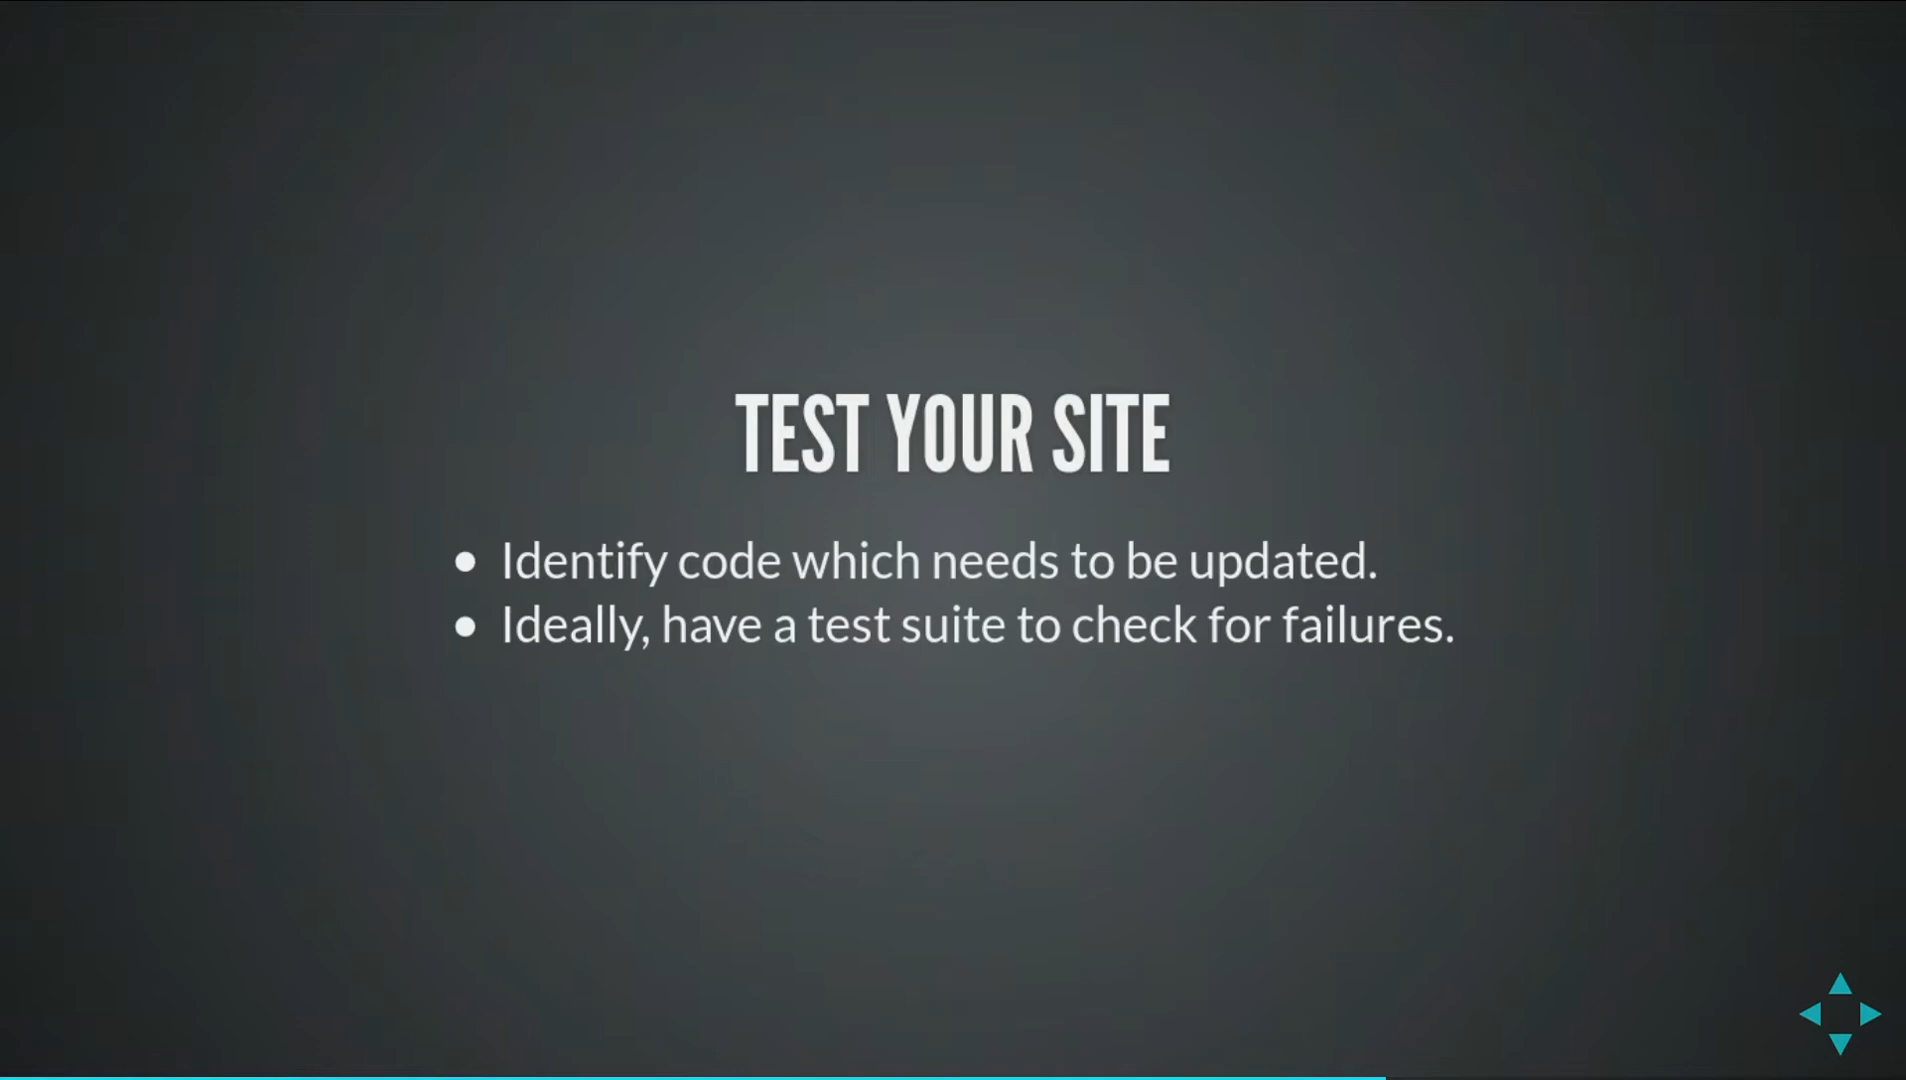 TEST YOUR SITE
Identify code which needs to be updated.
Ideally, have a test suite to check for failures.